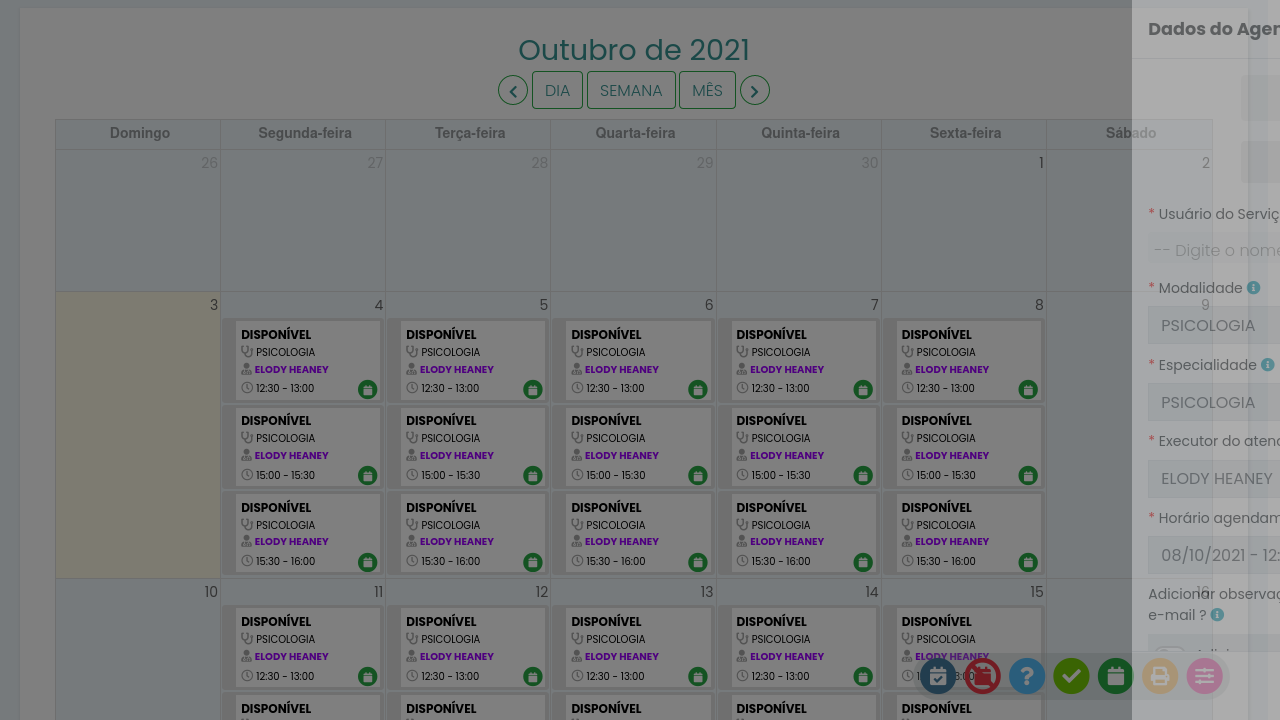 Outubro de 2021
DIA SEMANA MÊS
Domingo Segunda-feira Terça-feira Quarta-feira Quinta-feira Sexta-feira Sábado
26 27 28 29 30 1 2
3 4 5 6 7 8 9
DISPONÍVEL DISPONÍVEL DISPONÍVEL DISPONÍVEL DISPONÍVEL
PSICOLOGIA PSICOLOGIA PSICOLOGIA PSICOLOGIA PSICOLOGIA
ELODY HEANEY ELODY HEANEY ELODY HEANEY ELODY HEANEY ELODY HEANEY
12:30 - 13:00 12:30 - 13:00 12:30 - 13:00 12:30 - 13:00 12:30 - 13:00
DISPONÍVEL DISPONÍVEL DISPONÍVEL DISPONÍVEL DISPONÍVEL
PSICOLOGIA PSICOLOGIA PSICOLOGIA PSICOLOGIA PSICOLOGIA
ELODY HEANEY ELODY HEANEY ELODY HEANEY ELODY HEANEY ELODY HEANEY
15:00 - 15:30 15:00 - 15:30 15:00 - 15:30 15:00 - 15:30 15:00 - 15:30
DISPONÍVEL DISPONÍVEL DISPONÍVEL DISPONÍVEL DISPONÍVEL
PSICOLOGIA PSICOLOGIA PSICOLOGIA PSICOLOGIA PSICOLOGIA
ELODY HEANEY ELODY HEANEY ELODY HEANEY ELODY HEANEY ELODY HEANEY
15:30 - 16:00 15:30 - 16:00 15:30 - 16:00 15:30 - 16:00 15:30 - 16:00
10 11 12 13 14 15 16
DISPONÍVEL DISPONÍVEL DISPONÍVEL DISPONÍVEL DISPONÍVEL
PSICOLOGIA PSICOLOGIA PSICOLOGIA PSICOLOGIA PSICOLOGIA
ELODY HEANEY ELODY HEANEY ELODY HEANEY ELODY HEANEY ELODY HEANEY
12:30 - 13:00 12:30 - 13:00 12:30 - 13:00 12:30 - 13:00
DISPONÍVEL DISPONÍVEL DISPONÍVEL DISPONÍVEL DISPONÍVEL
Dados do Agen
* Usuário do Serviç
-- Digite o nome
* Modalidade
PSICOLOGIA
* Especialidade
PSICOLOGIA
* Executor do atend
ELODY HEANEY
* Horário agendam
08/10/2021 - 12:
Adicionar observaç
e-mail ?